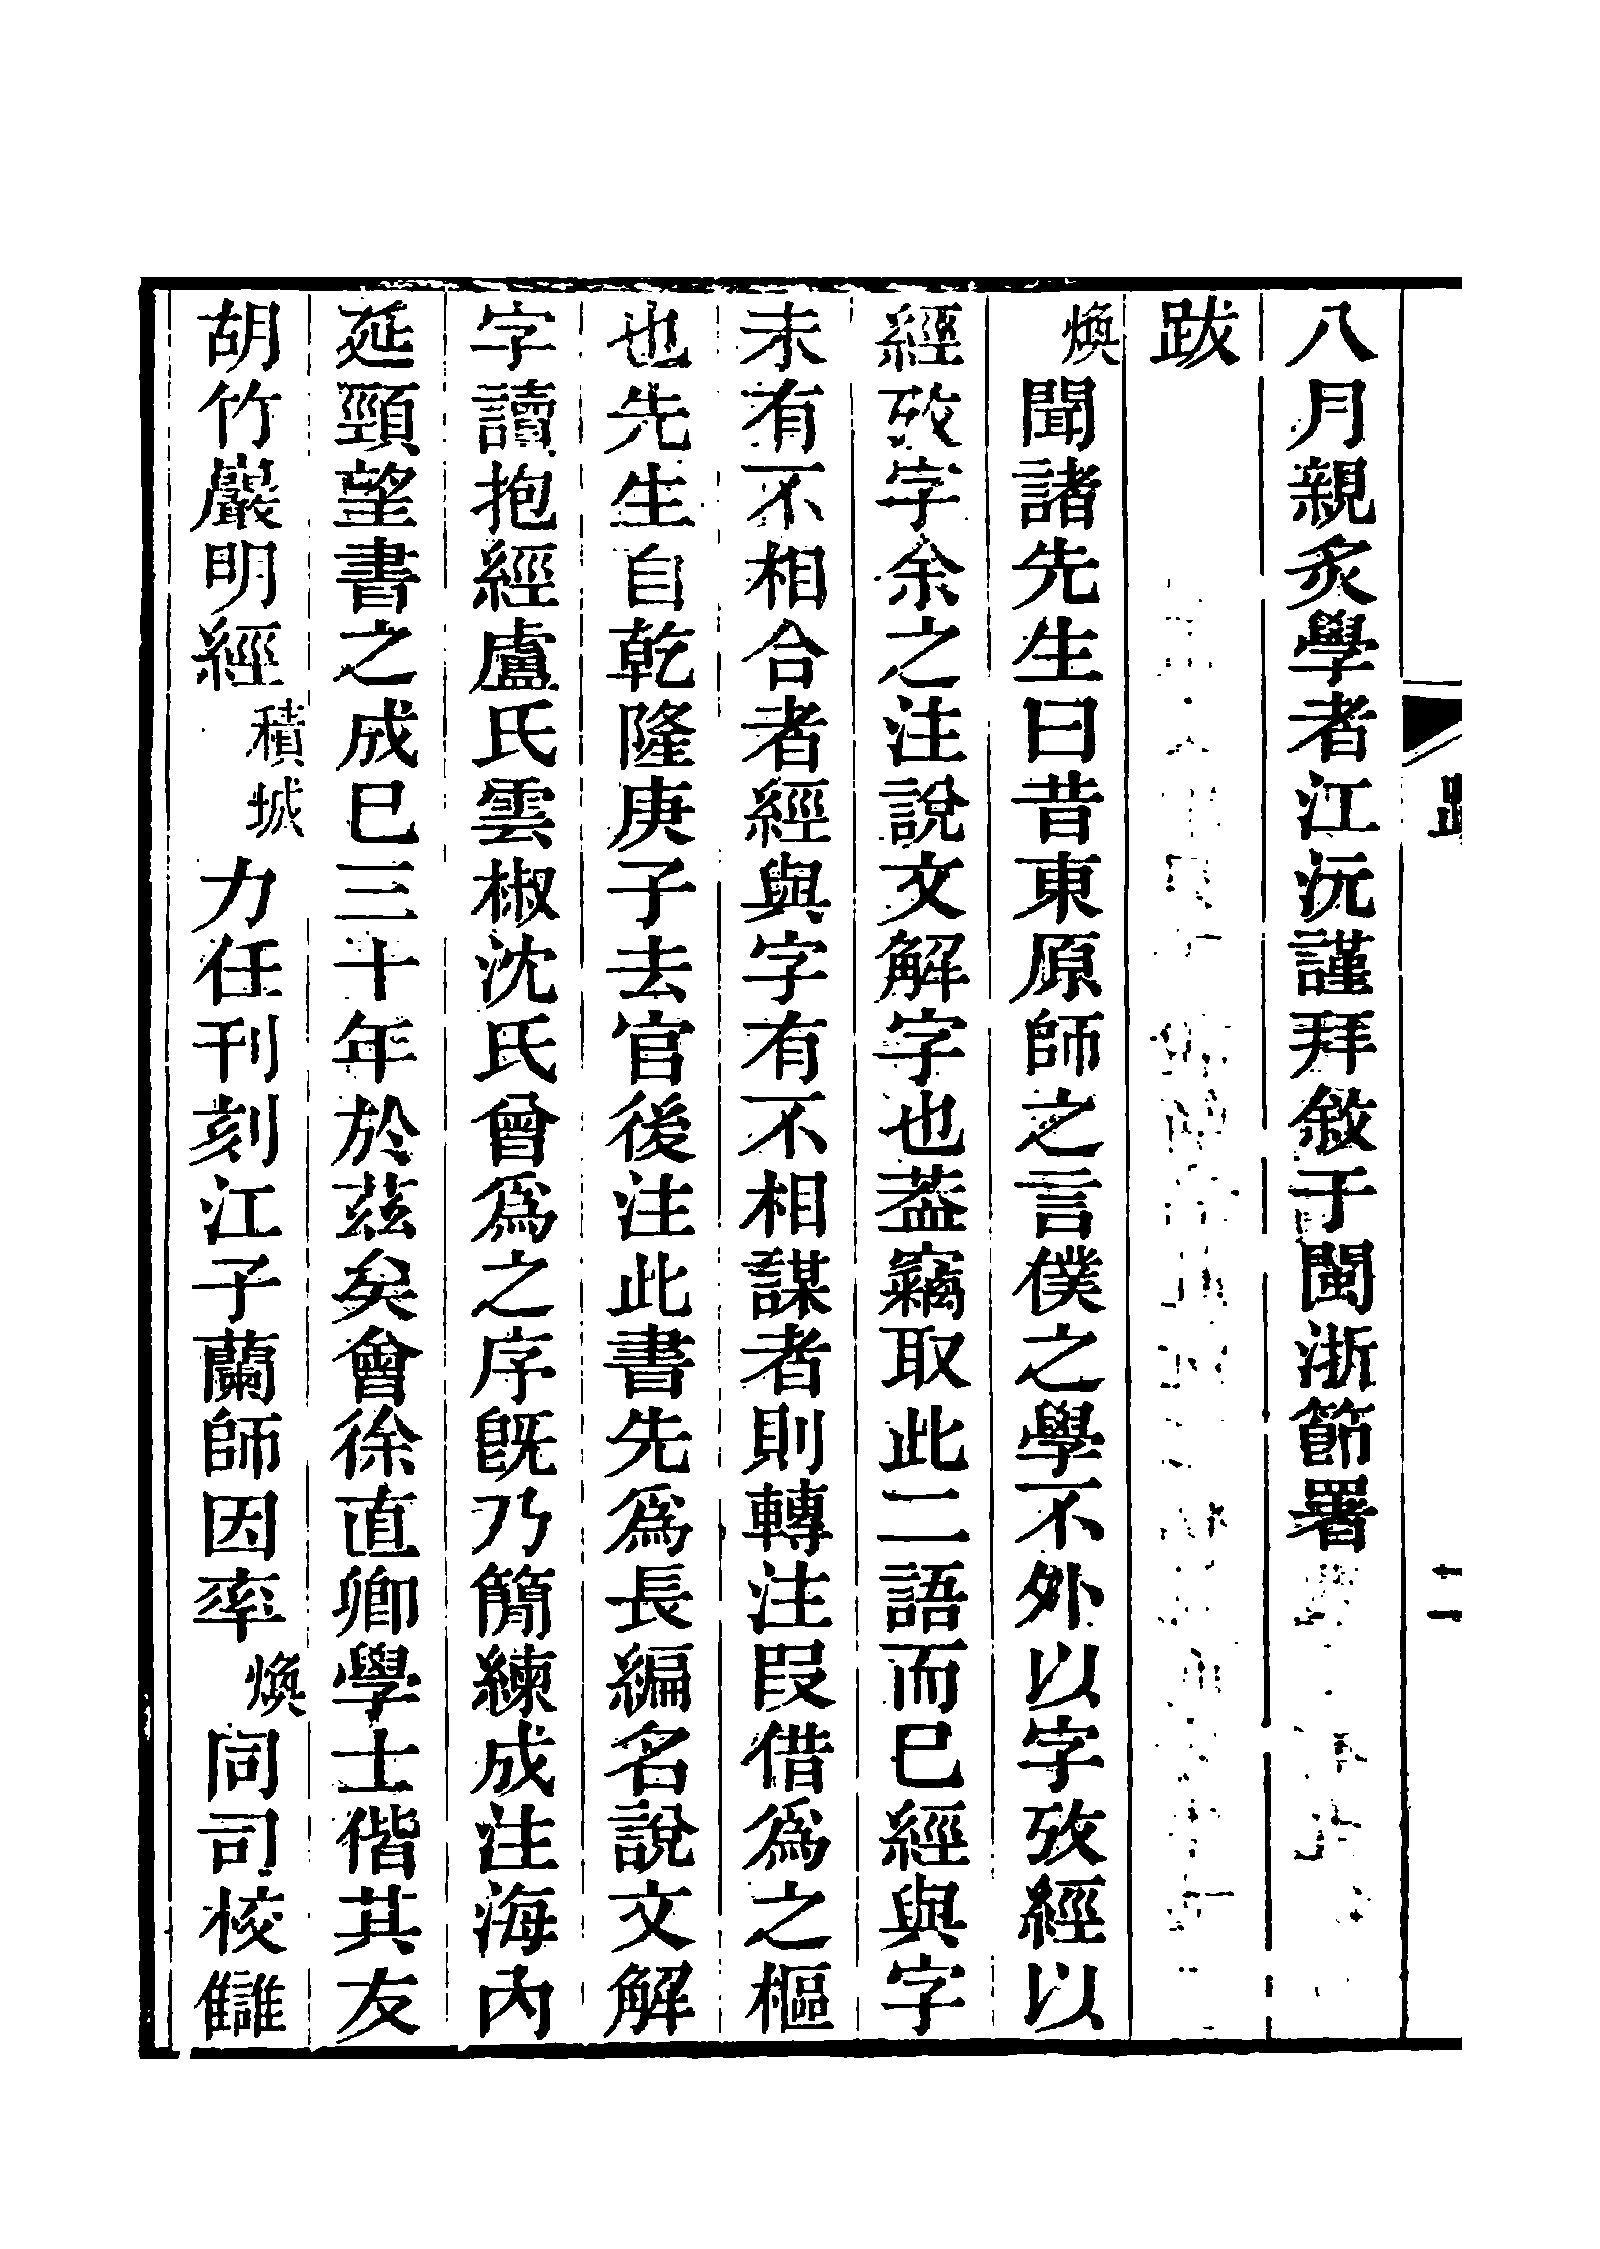 八月親炙學者江沅謹拜敘于閩浙節署
跋
煥聞諸先生曰昔東原師之言僕之學不外以字攷經以
經攷字余之注說文解字也葢竊取此二語而已經與字
未有不相合者經與字有不相謀者則轉注叚借爲之樞
也先生自乾隆庚子去官後注此書先爲長編名說文解
字讀抱經盧氏雲椒沈氏曾爲之序旣乃簡練成注海內
延頸望書之成已三十年於茲矣會徐直卿學士偕其友
胡竹巖明經積城力任刊刻江子蘭師因率煥同司校讎
二